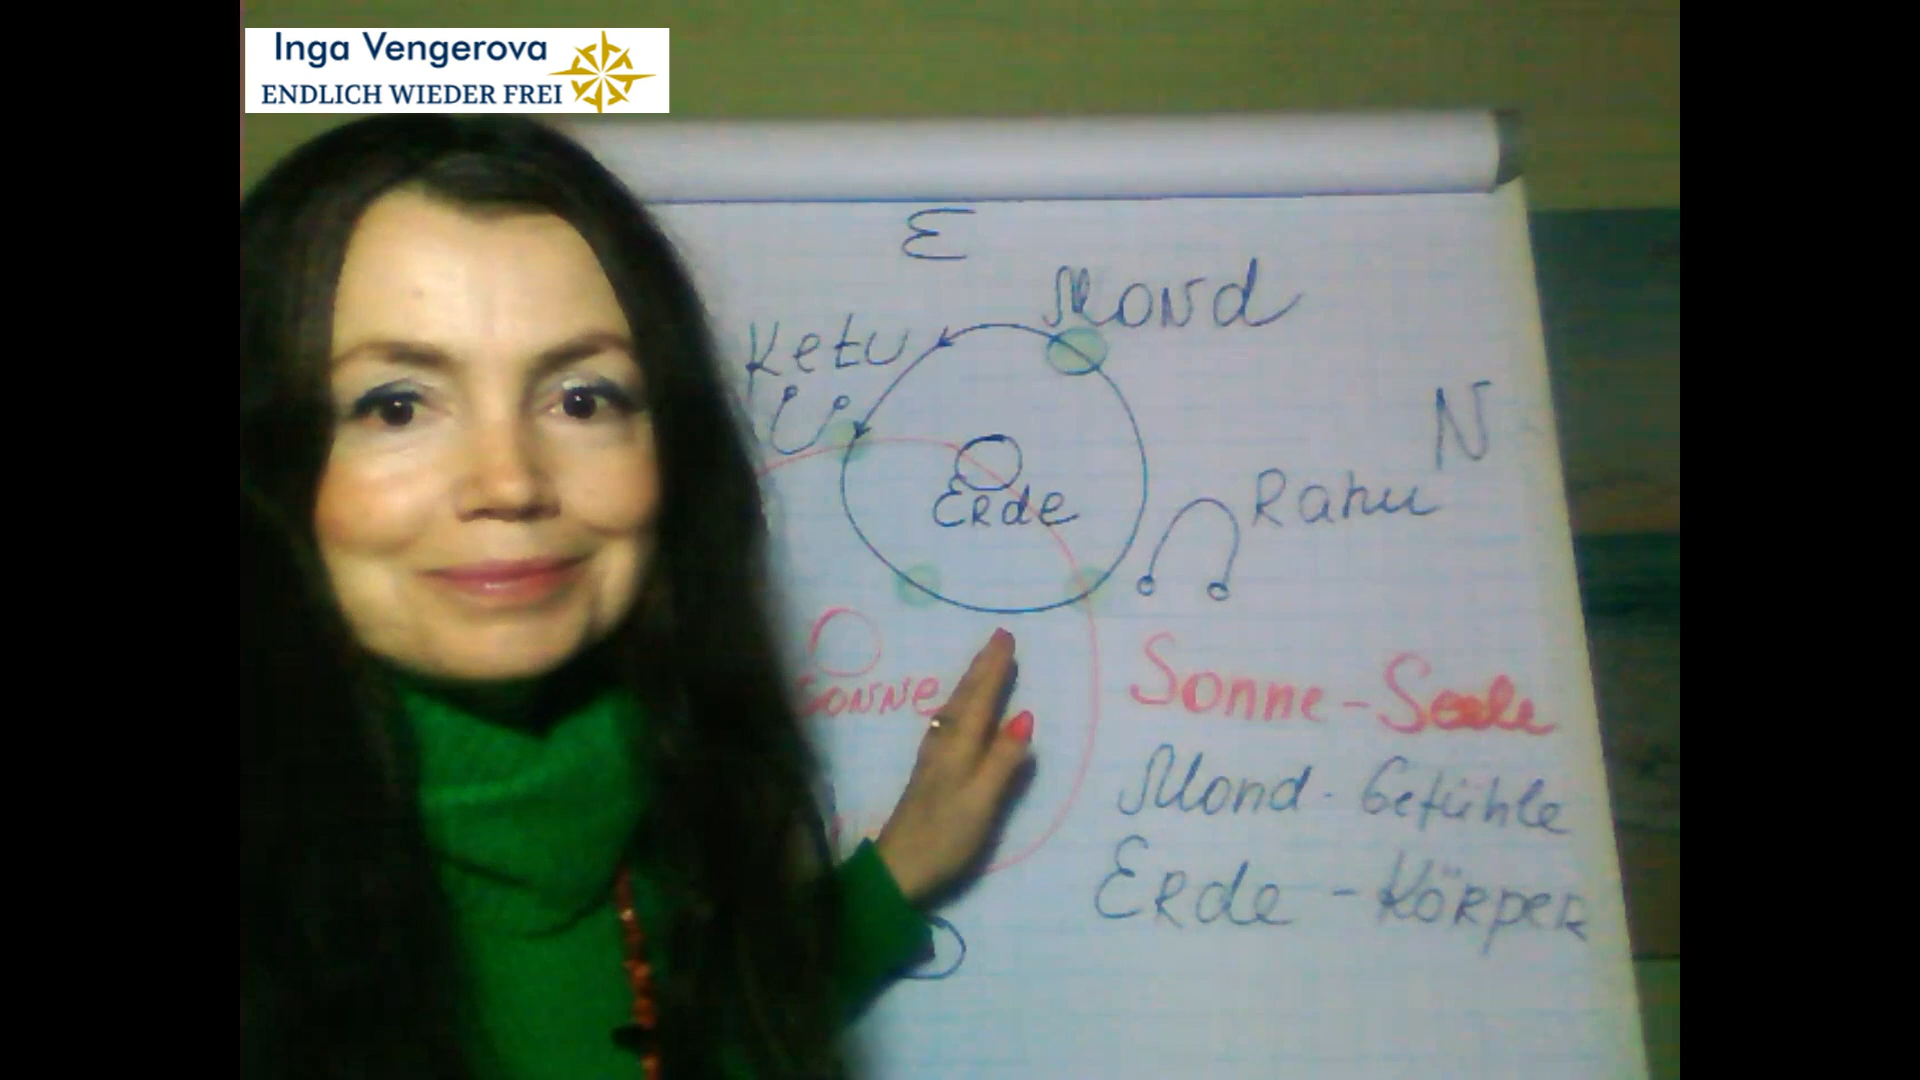 Inga Vengerova
ENDLICH WIEDER FREI
E
Mond
Ketu
N
Erde
Rahu
Sonne
Sonne - Seele
Mond - Gefühle
Erde - Körper